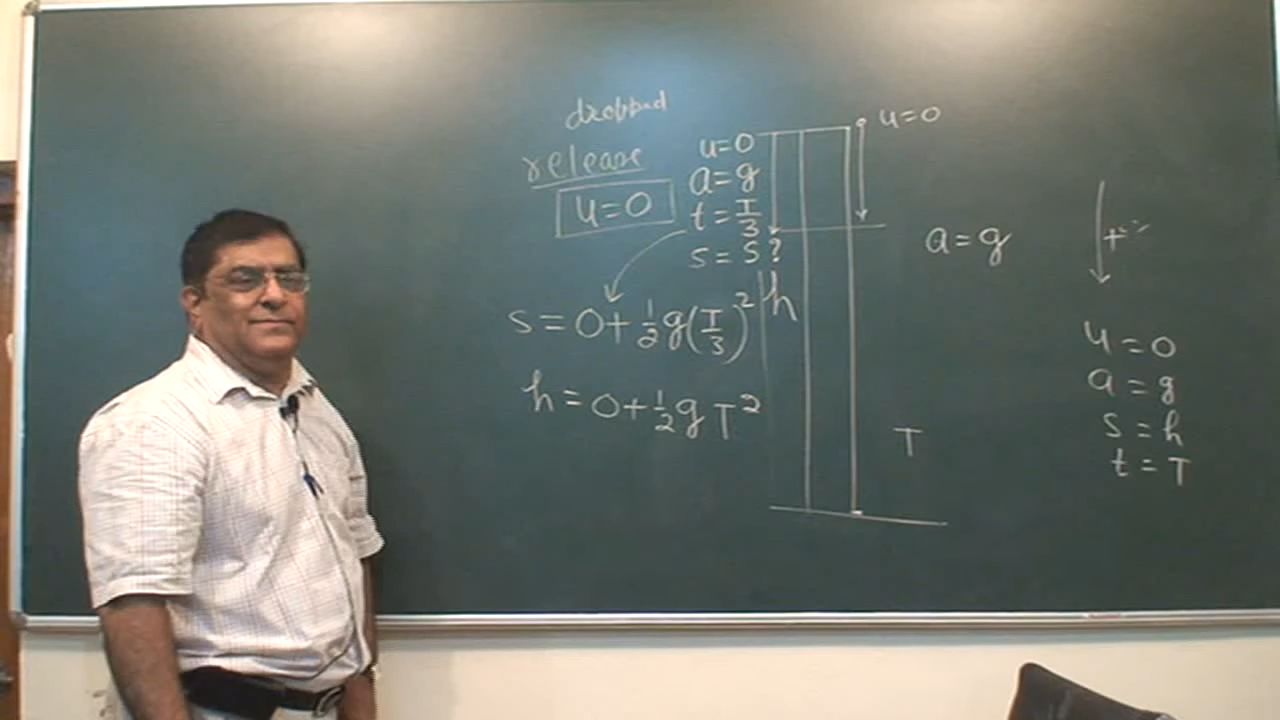 dropped
release
u=0
u=0
a=g
t=T/3
s=s?
h
s=0+1/2g(T/3)²
h=0+1/2gT²
u=0
a=g
T
+
u=0
a=g
s=h
t=T